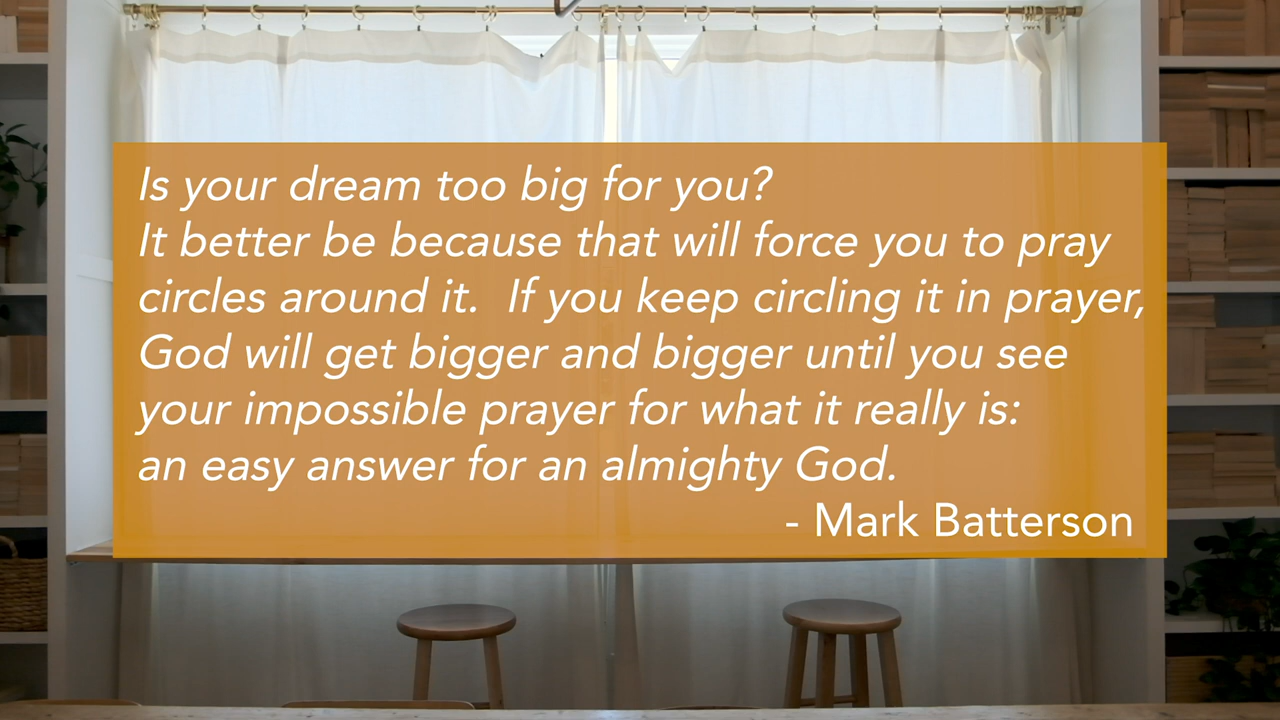 Is your dream too big for you?
It better be because that will force you to pray
circles around it.  If you keep circling it in prayer,
God will get bigger and bigger until you see
your impossible prayer for what it really is:
an easy answer for an almighty God.
- Mark Batterson